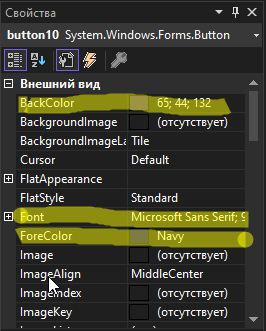 Свойства
button10 System.Windows.Forms.Button
Внешний вид
BackColor 65; 44; 132
BackgroundImage (отсутствует)
BackgroundImageLa Tile
Cursor Default
FlatAppearance
FlatStyle Standard
Font Microsoft Sans Serif; 9
ForeColor Navy
Image (отсутствует)
ImageAlign MiddleCenter
ImageIndex (отсутствует)
ImageKey (отсутствует)